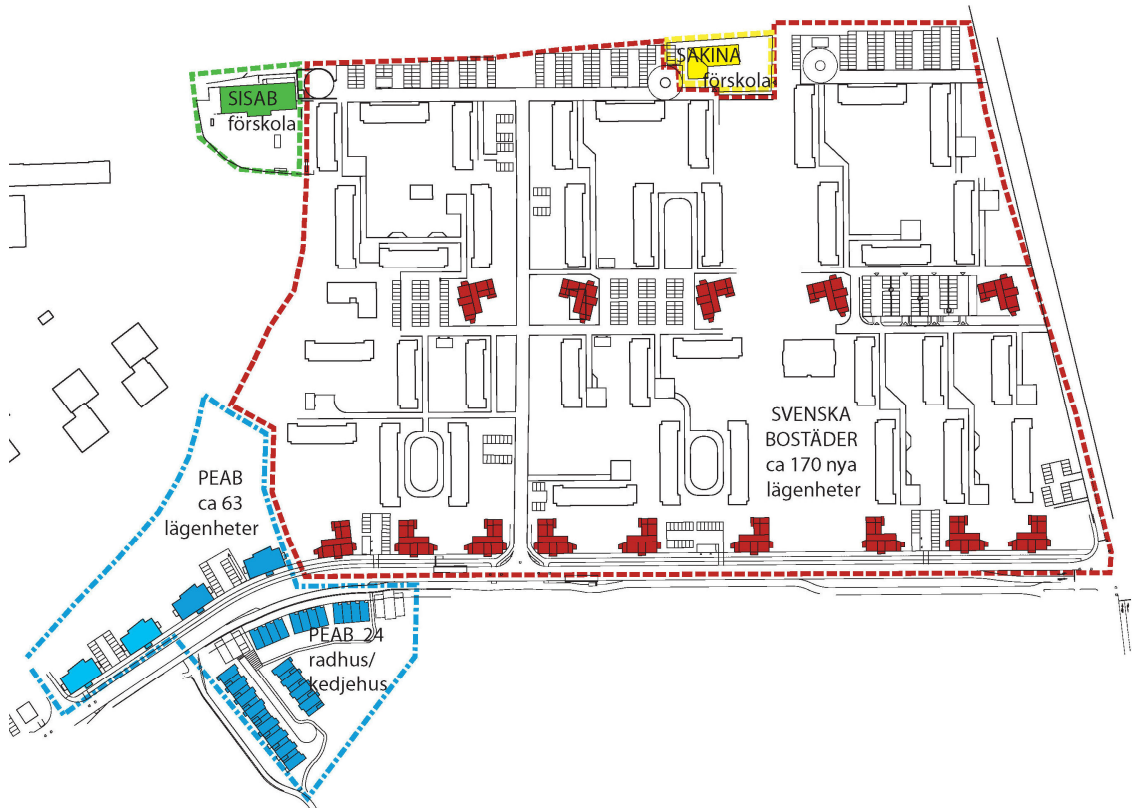 SAKINA
förskola
SISAB
förskola
SVENSKA
BOSTÄDER
ca 170 nya
lägenheter
PEAB
ca 63
lägenheter
PEAB 24
radhus/
kedjehus